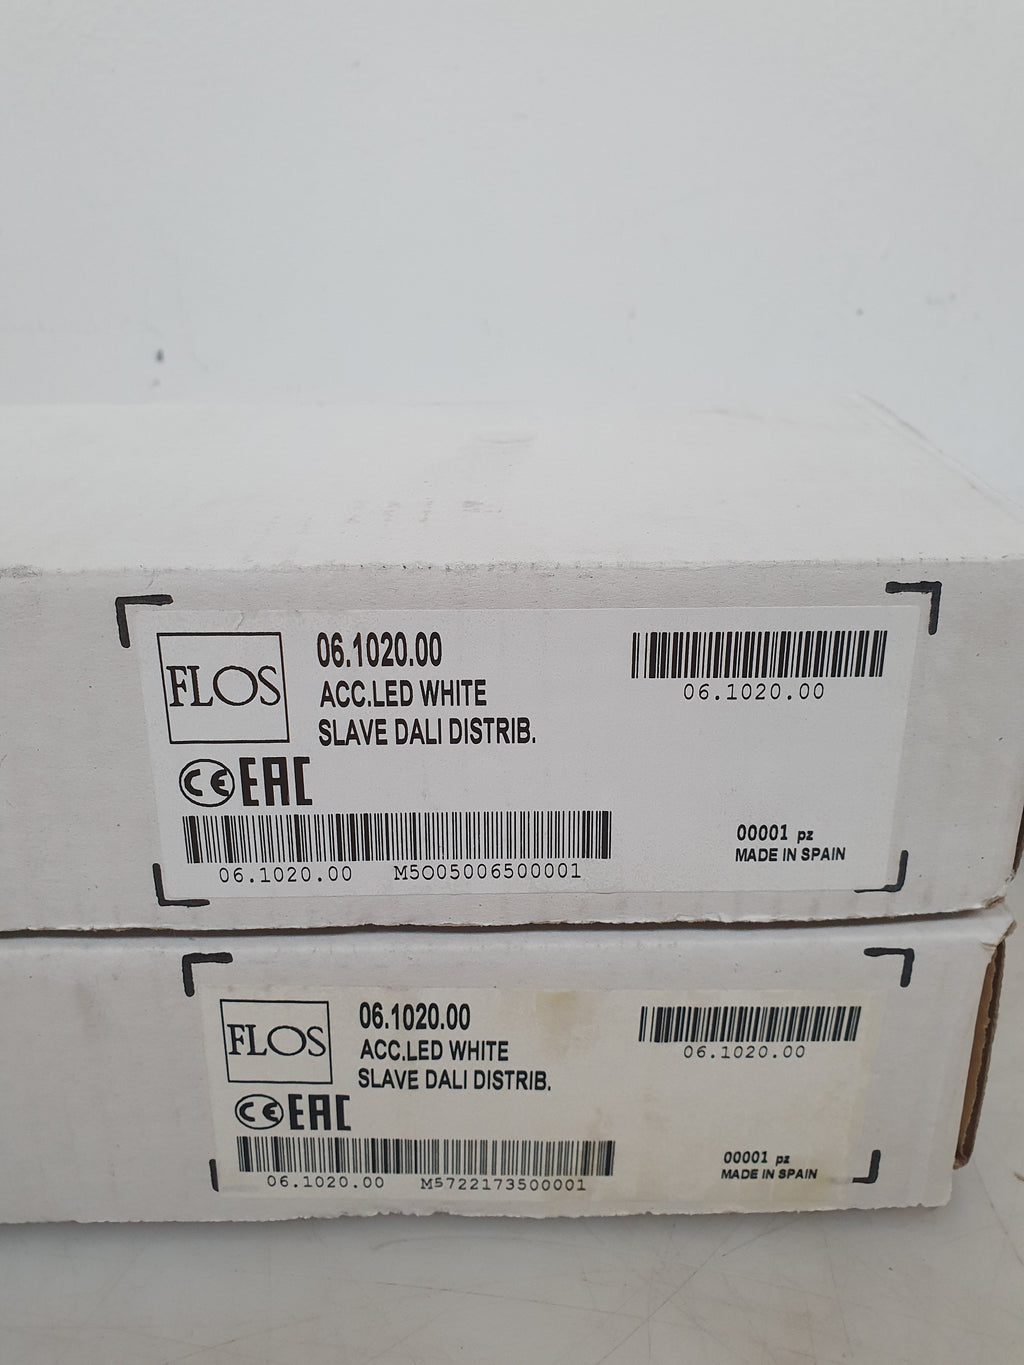 FLOS
06.1020.00
ACC.LED WHITE
SLAVE DALI DISTRIB.
06.1020.00
CE EAC
06.1020.00 M5005006500001
00001 pz
MADE IN SPAIN
FLOS
06.1020.00
ACC.LED WHITE
SLAVE DALI DISTRIB.
06.1020.00
CE EAC
06.1020.00 M5722173500001
00001 pz
MADE IN SPAIN